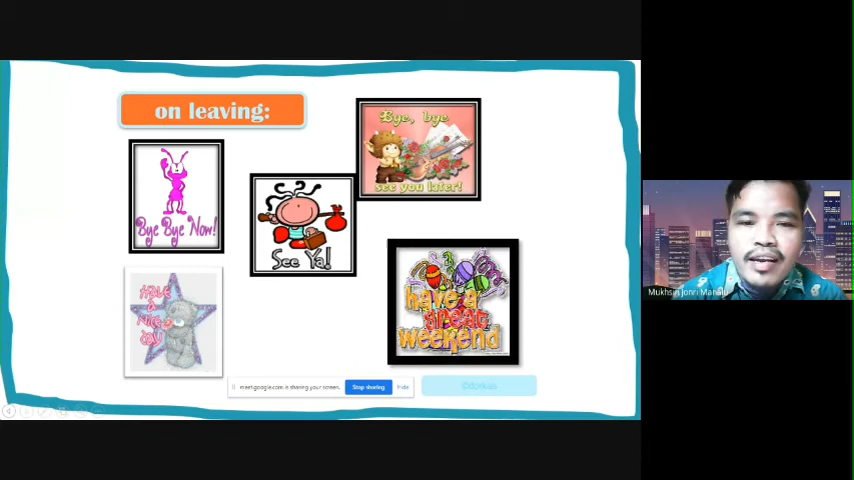 on leaving:
Bye, bye
see you later!
Bye Bye Now!
See Ya!
Have
a
Nice
day
have a
great
weekend
meet.google.com is sharing your screen.
Stop sharing
Hide
Mukhsin Jonri Manalu